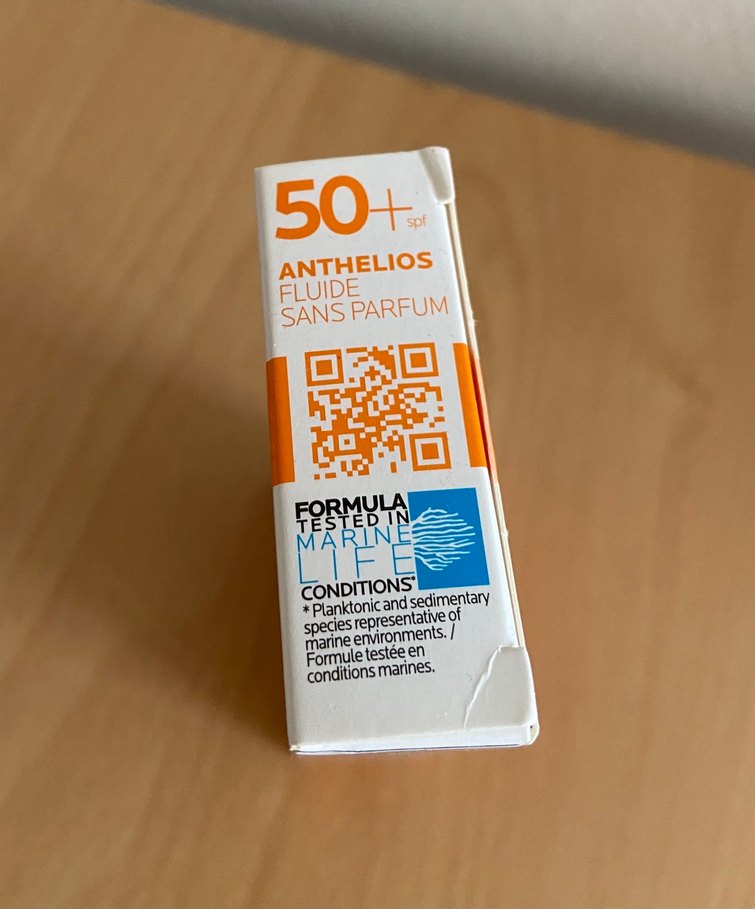 50+ spf
ANTHELIOS
FLUIDE
SANS PARFUM
FORMULA
TESTED IN
MARINE
LIFE
CONDITIONS*
* Planktonic and sedimentary
species representative of
marine environments. /
Formule testée en
conditions marines.